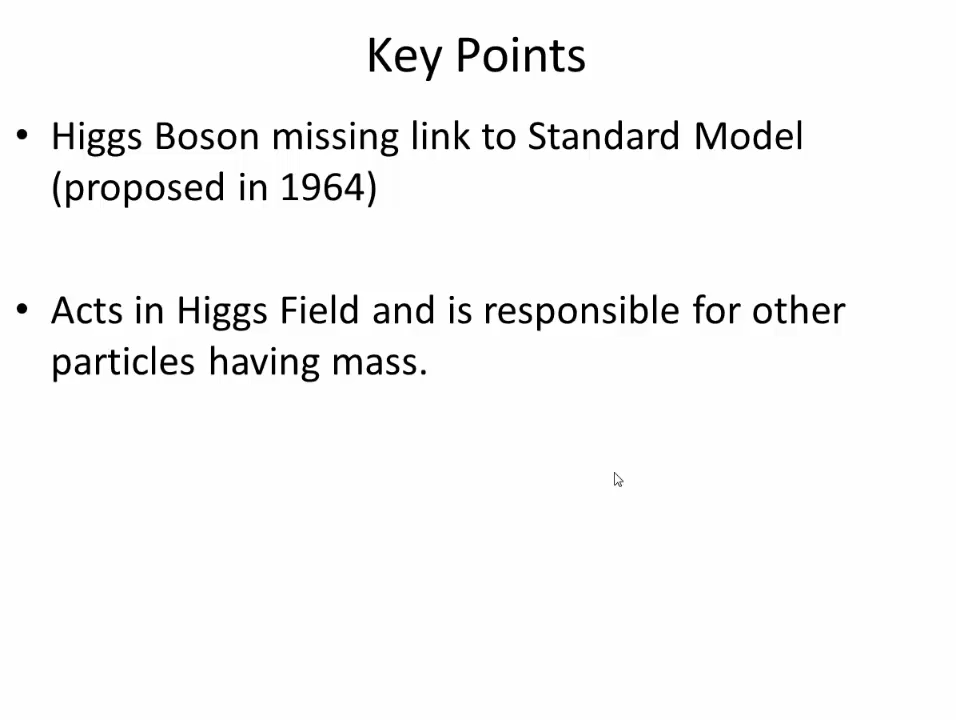 Key Points
• Higgs Boson missing link to Standard Model
(proposed in 1964)
• Acts in Higgs Field and is responsible for other
particles having mass.